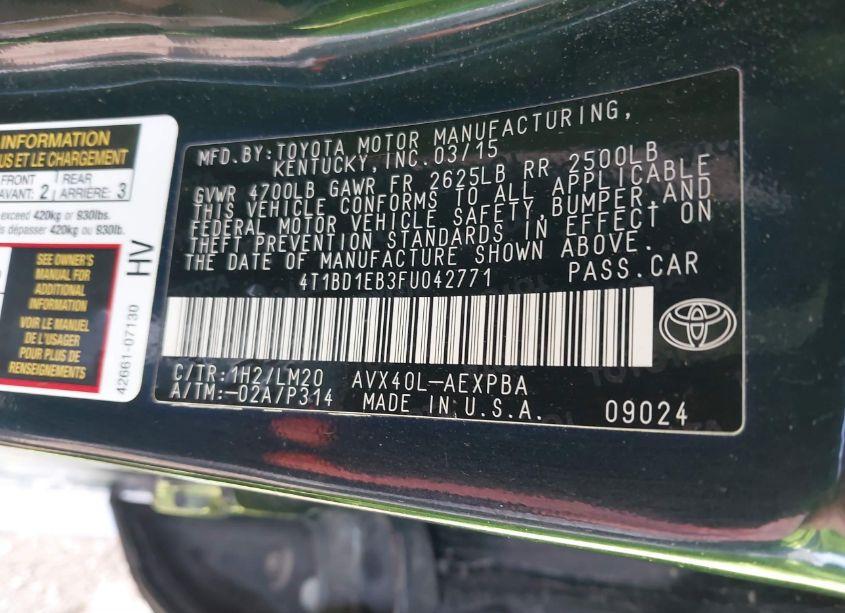 INFORMATION
US ET LE CHARGEMENT
FRONT
AVANT: 2
REAR
ARRIÈRE: 3
exceed 420kg or 930lbs.
dépasser 420kg ou 930lb.
SEE OWNER'S
MANUAL FOR
ADDITIONAL
INFORMATION
VOIR LE MANUEL
DE L'USAGER
POUR PLUS DE
RENSEIGNEMENTS
HV
42661-07130
MFD.BY:TOYOTA MOTOR MANUFACTURING,
KENTUCKY,INC.03/15
GVWR 4700LB GAWR FR 2625LB RR 2500LB
THIS VEHICLE CONFORMS TO ALL APPLICABLE
FEDERAL MOTOR VEHICLE SAFETY,BUMPER,AND
THEFT PREVENTION STANDARDS IN EFFECT ON
THE DATE OF MANUFACTURE SHOWN ABOVE.
4T1BD1EB3FU042771 PASS.CAR
C/TR:1H2/LM20 AVX40L-AEXPBA
A/TM:-02A/P314 MADE IN U.S.A. 09024